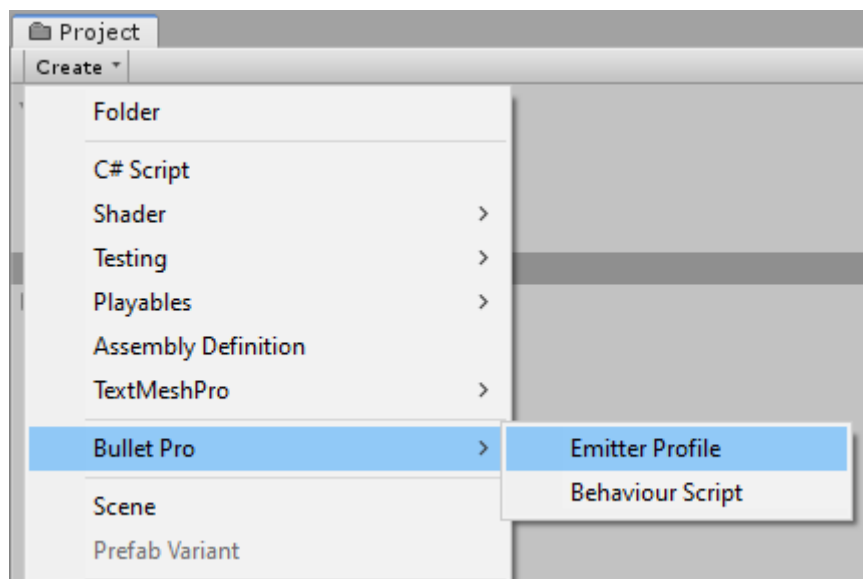 Project
Create
Folder
C# Script
Shader
Testing
Playables
Assembly Definition
TextMeshPro
Bullet Pro
Emitter Profile
Behaviour Script
Scene
Prefab Variant